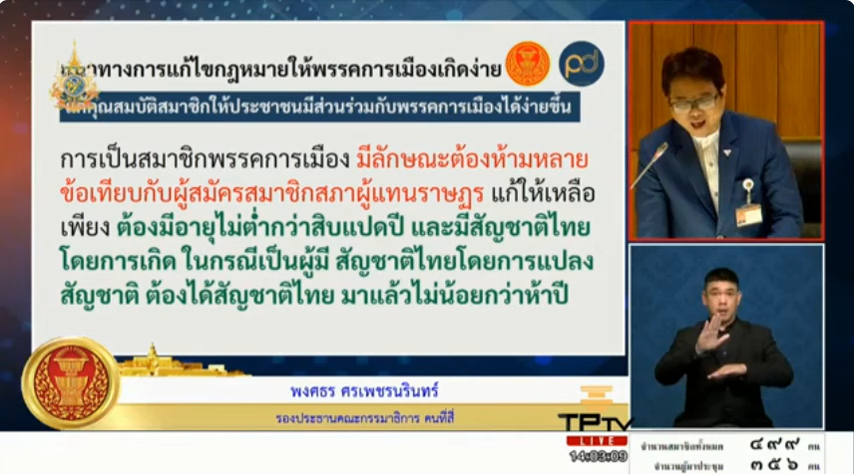 ทางการแก้ไขกฎหมายให้พรรคการเมืองเกิดง่าย
แก้คุณสมบัติสมาชิกให้ประชาชนมีส่วนร่วมกับพรรคการเมืองได้ง่ายขึ้น
การเป็นสมาชิกพรรคการเมือง มีลักษณะต้องห้ามหลาย
ข้อเทียบกับผู้สมัครสมาชิกสภาผู้แทนราษฎร แก้ให้เหลือ
เพียง ต้องมีอายุไม่ต่ำกว่าสิบแปดปี และมีสัญชาติไทย
โดยการเกิด ในกรณีเป็นผู้มี สัญชาติไทยโดยการแปลง
สัญชาติ ต้องได้สัญชาติไทย มาแล้วไม่น้อยกว่าห้าปี
พงศธร ศรเพชรนรินทร์
รองประธานคณะกรรมาธิการ คนที่สี่
TPTV
LIVE
14:03:09
จำนวนสมาชิกทั้งหมด ๔๙๙ คน
จำนวนผู้มาประชุม ๓๕๖ คน